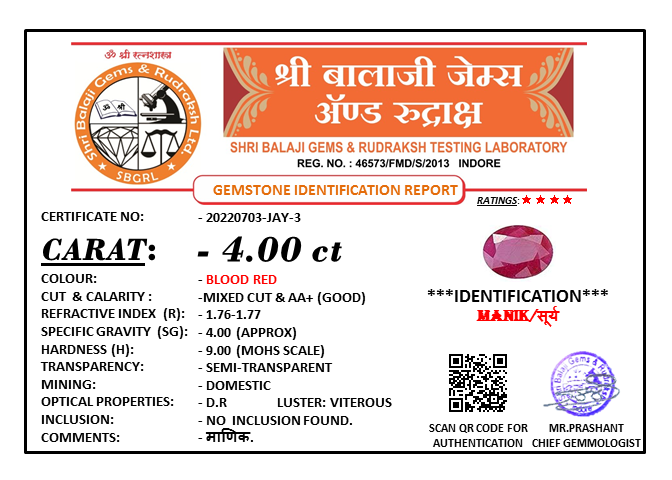 ॐ श्री रत्नशास्त्र
Shri Balaji Gems & Rudraksh Ltd.
श्री
SBGRL
श्री बालाजी जेम्स
ॲण्ड रुद्राक्ष
SHRI BALAJI GEMS & RUDRAKSH TESTING LABORATORY
REG. NO. : 46573/FMD/S/2013 INDORE
GEMSTONE IDENTIFICATION REPORT
RATINGS:
CERTIFICATE NO: - 20220703-JAY-3
CARAT: - 4.00 ct
COLOUR: - BLOOD RED
CUT & CALARITY : -MIXED CUT & AA+ (GOOD)
REFRACTIVE INDEX (R): - 1.76-1.77
SPECIFIC GRAVITY (SG): - 4.00 (APPROX)
HARDNESS (H): - 9.00 (MOHS SCALE)
TRANSPARENCY: - SEMI-TRANSPARENT
MINING: - DOMESTIC
OPTICAL PROPERTIES: - D.R LUSTER: VITEROUS
INCLUSION: - NO INCLUSION FOUND.
COMMENTS: - माणिक.
***IDENTIFICATION***
MANIK/सूर्य
SCAN QR CODE FOR
AUTHENTICATION
MR.PRASHANT
CHIEF GEMMOLOGIST